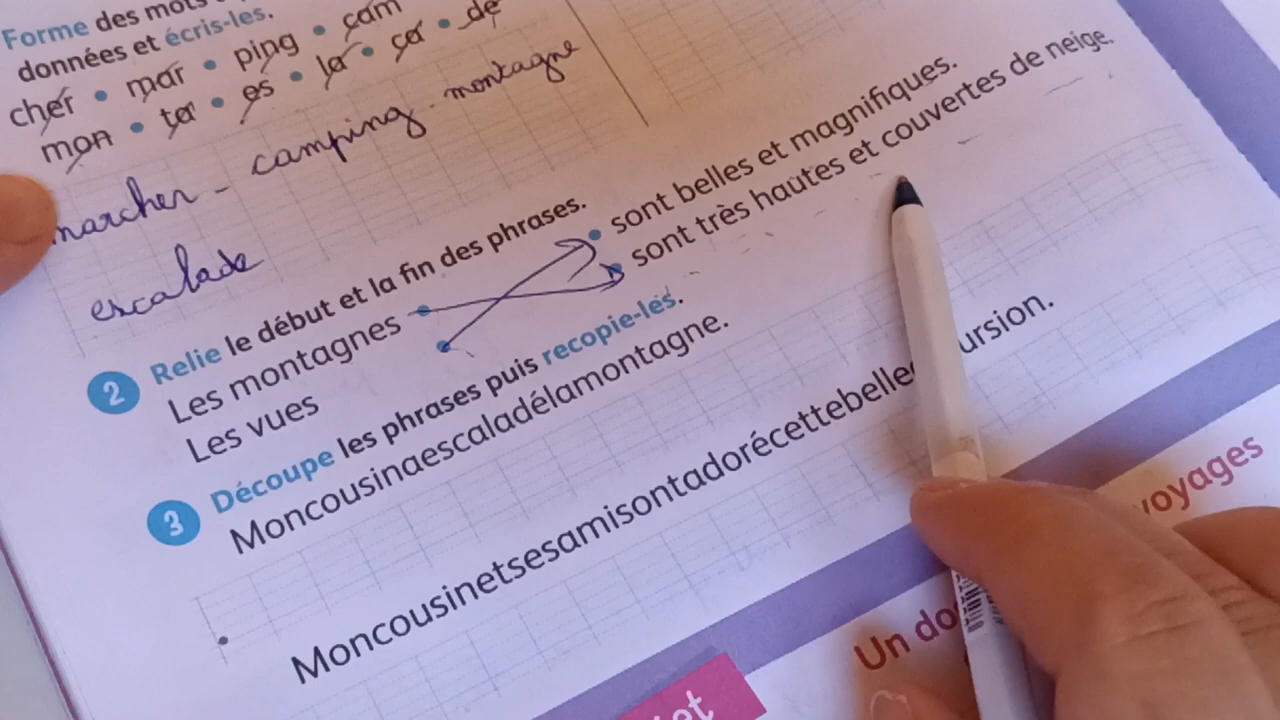 Forme des mots
données et écris-les.
cher • mar • ping • cam
mon • ter • es • la • ser • de
marcher - camping - montagne
escalade
2 Relie le début et la fin des phrases.
Les montagnes • • sont belles et magnifiques.
Les vues • • sont très hautes et couvertes de neige.
3 Découpe les phrases puis recopie-les.
Moncousinaescaladélamontagne.
Moncousinetsesamisontadorécettebelle ursion.
Un do
voyages